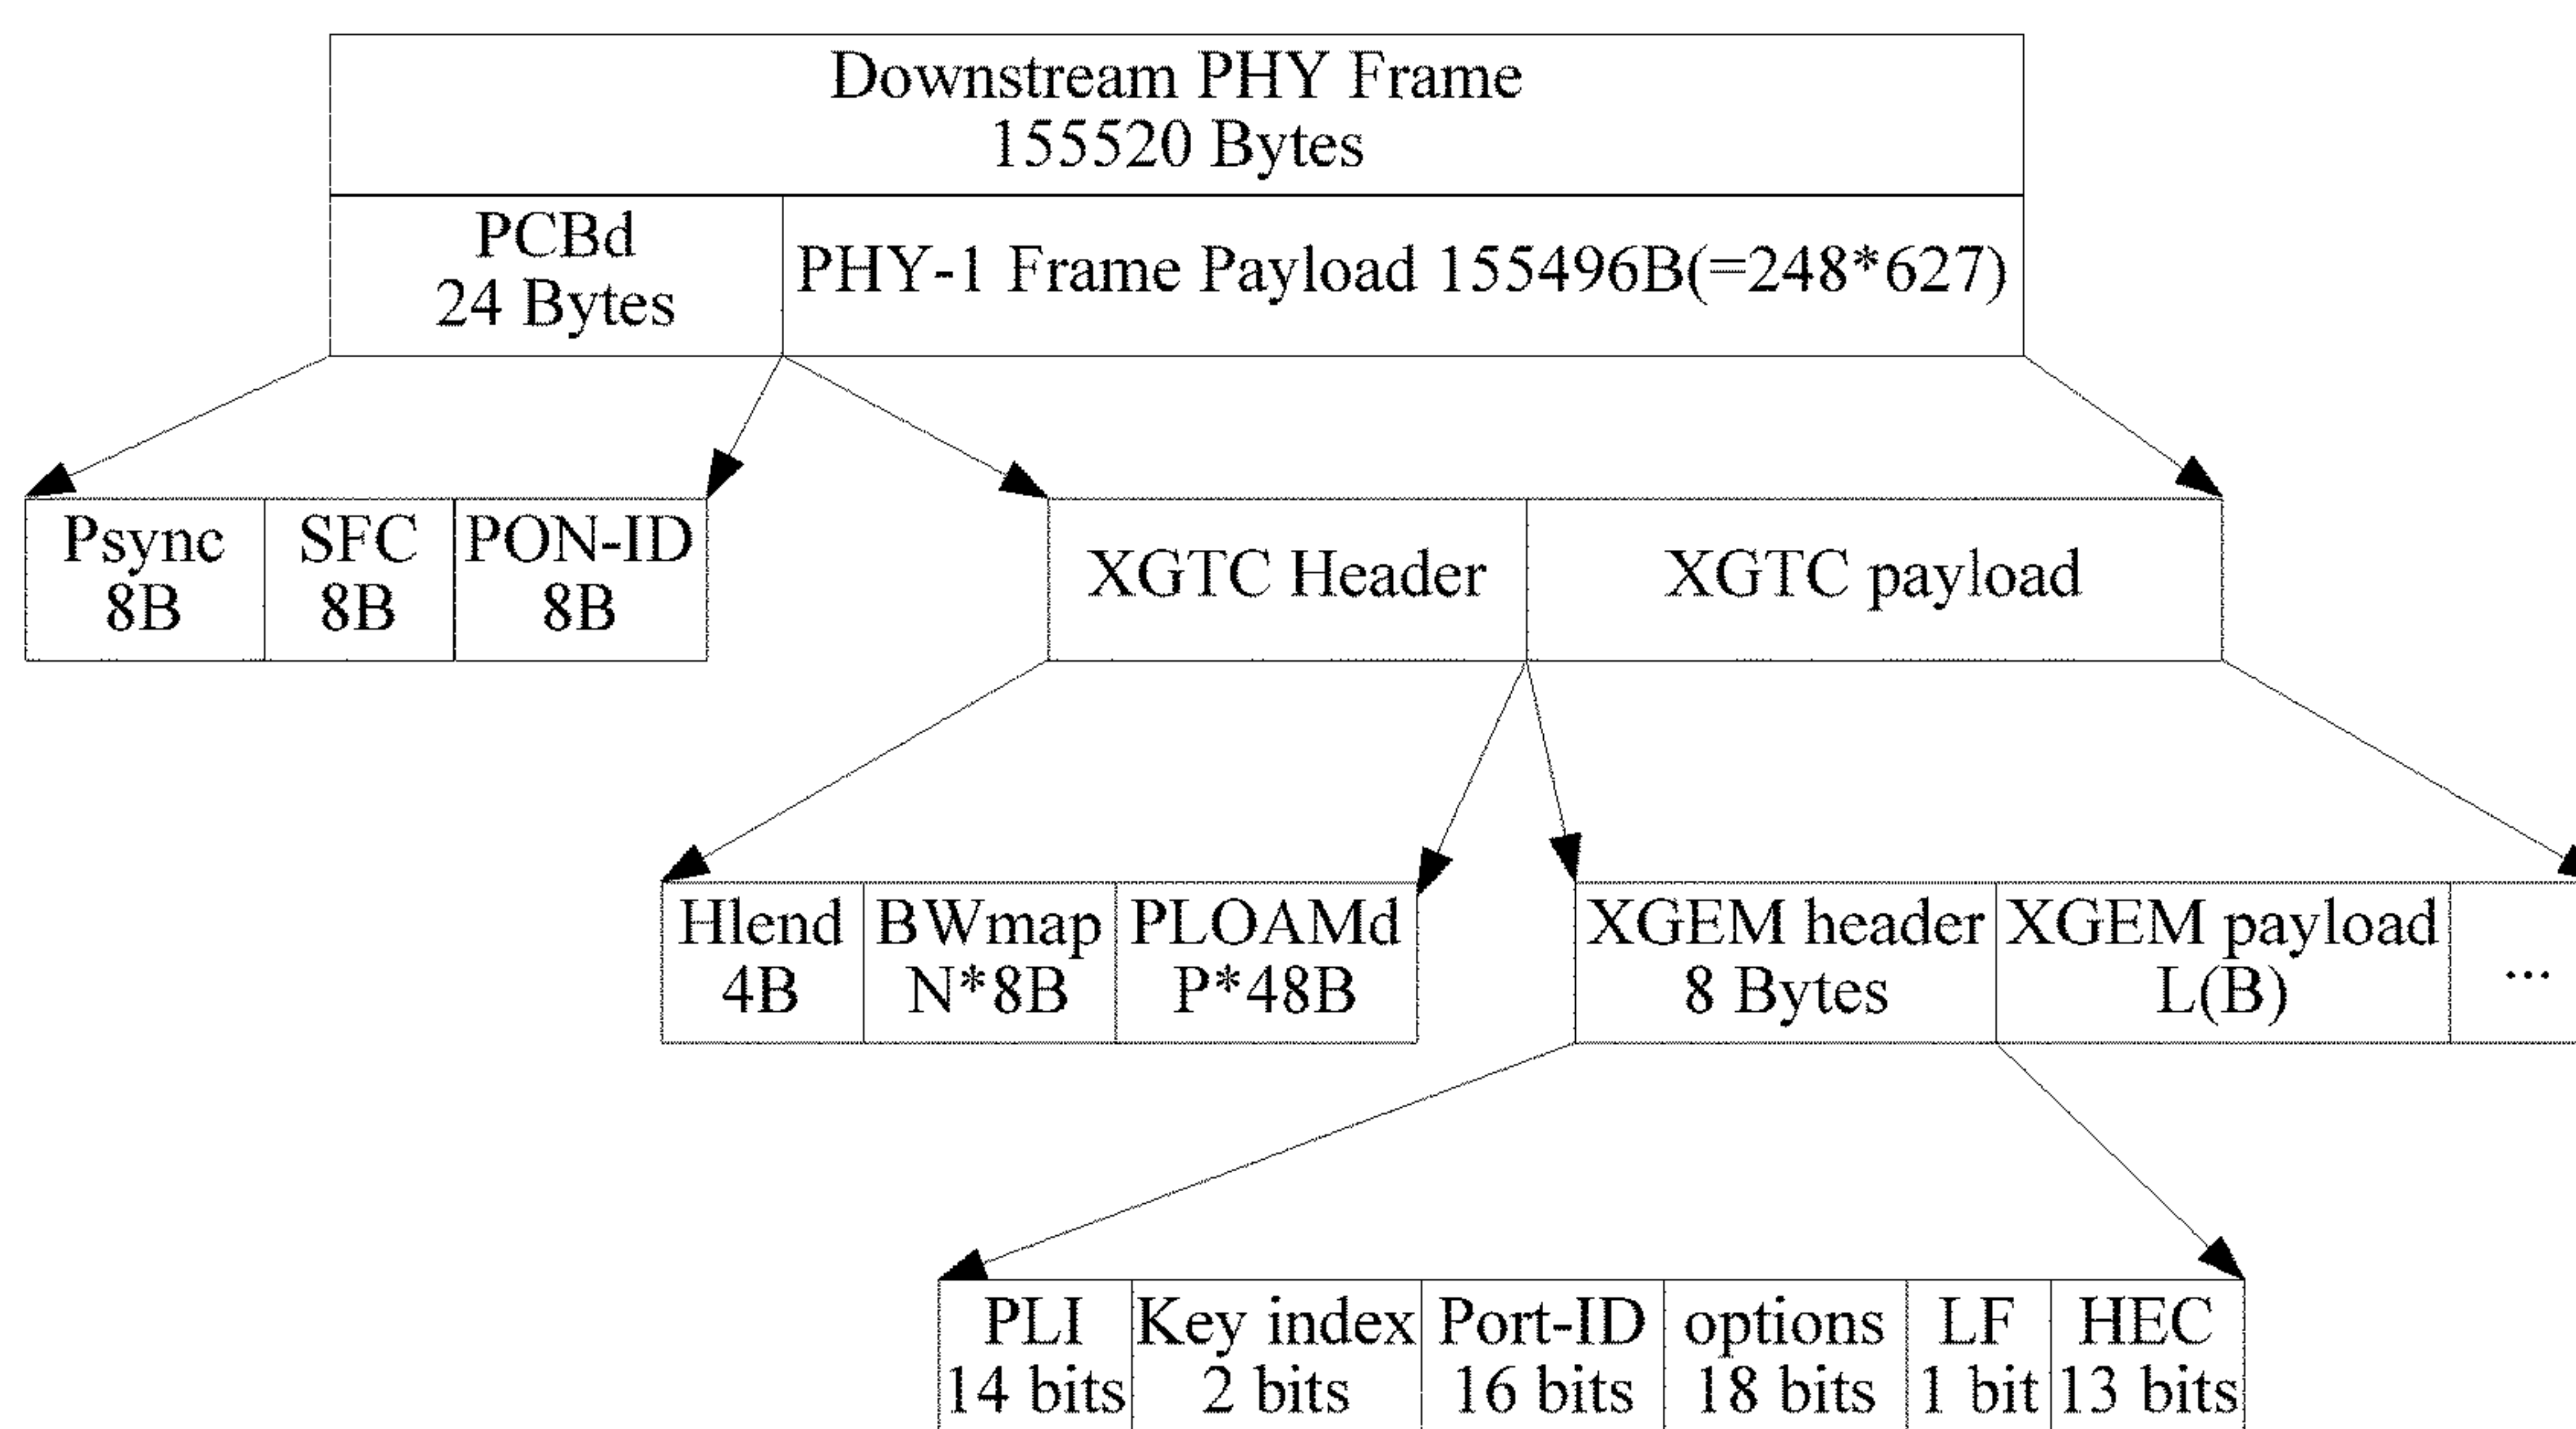 Downstream PHY Frame
155520 Bytes
PCBd
24 Bytes
PHY-1 Frame Payload 155496B(=248*627)
Psync
8B
SFC
8B
PON-ID
8B
XGTC Header
XGTC payload
Hlend
4B
BWmap
N*8B
PLOAMd
P*48B
XGEM header
8 Bytes
XGEM payload
L(B)
...
PLI
14 bits
Key index
2 bits
Port-ID
16 bits
options
18 bits
LF
1 bit
HEC
13 bits